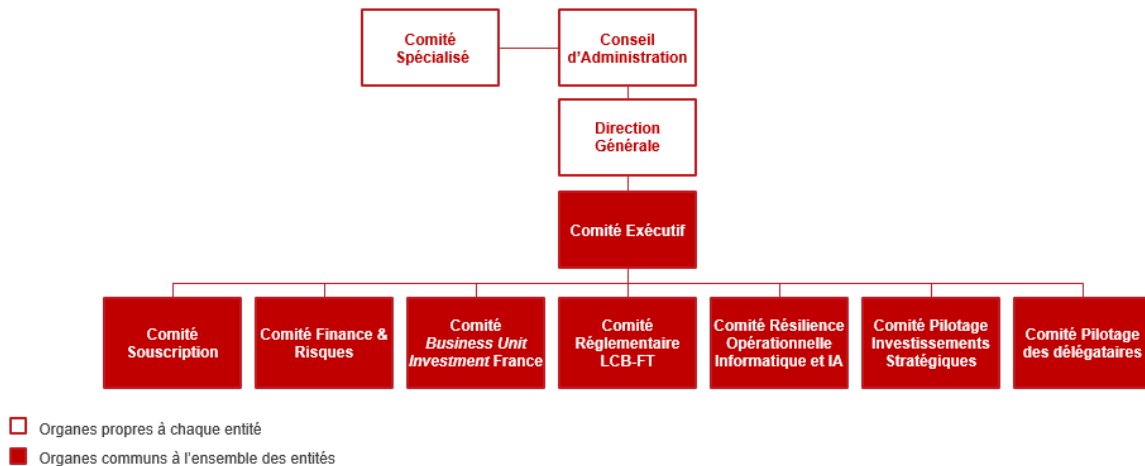 Comité
Spécialisé
Conseil
d'Administration
Direction
Générale
Comité Exécutif
Comité
Souscription
Comité Finance &
Risques
Comité
Business Unit
Investment France
Comité
Réglementaire
LCB-FT
Comité Résilience
Opérationnelle
Informatique et IA
Comité Pilotage
Investissements
Stratégiques
Comité Pilotage
des délégataires
Organes propres à chaque entité
Organes communs à l'ensemble des entités